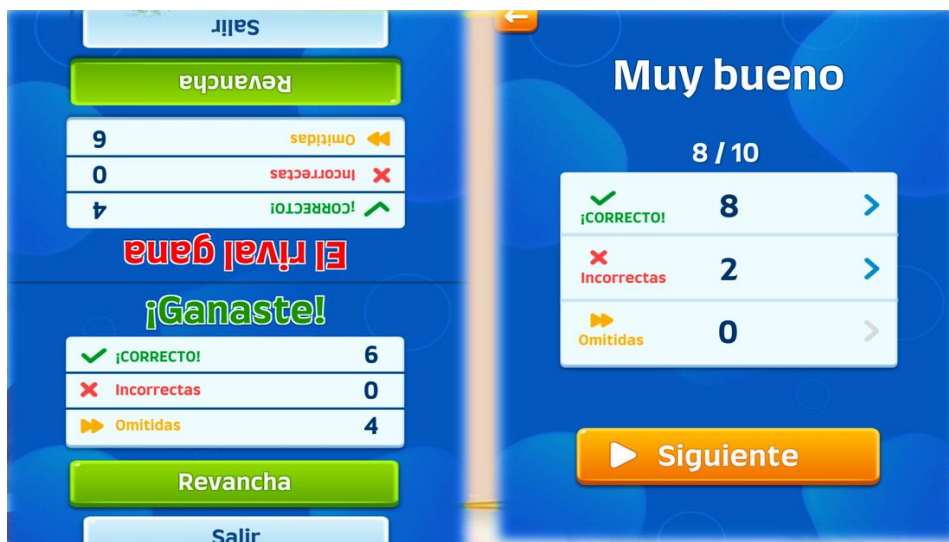 El rival gana
¡CORRECTO! 4
Incorrectas 0
Omitidas 6
Revancha
Salir
¡Ganaste!
¡CORRECTO! 6
Incorrectas 0
Omitidas 4
Revancha
Salir
Muy bueno
8 / 10
¡CORRECTO! 8
Incorrectas 2
Omitidas 0
Siguiente